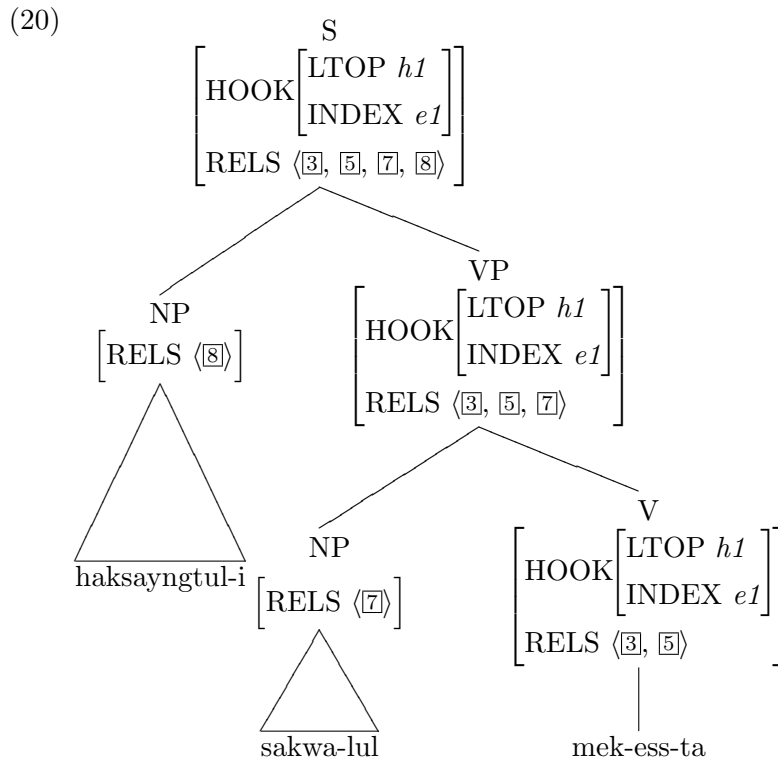 (20)
S
HOOK
LTOP h1
INDEX e1
RELS ⟨3, 5, 7, 8⟩
NP
RELS ⟨8⟩
haksayngtul-i
VP
HOOK
LTOP h1
INDEX e1
RELS ⟨3, 5, 7⟩
NP
RELS ⟨7⟩
sakwa-lul
V
HOOK
LTOP h1
INDEX e1
RELS ⟨3, 5⟩
mek-ess-ta